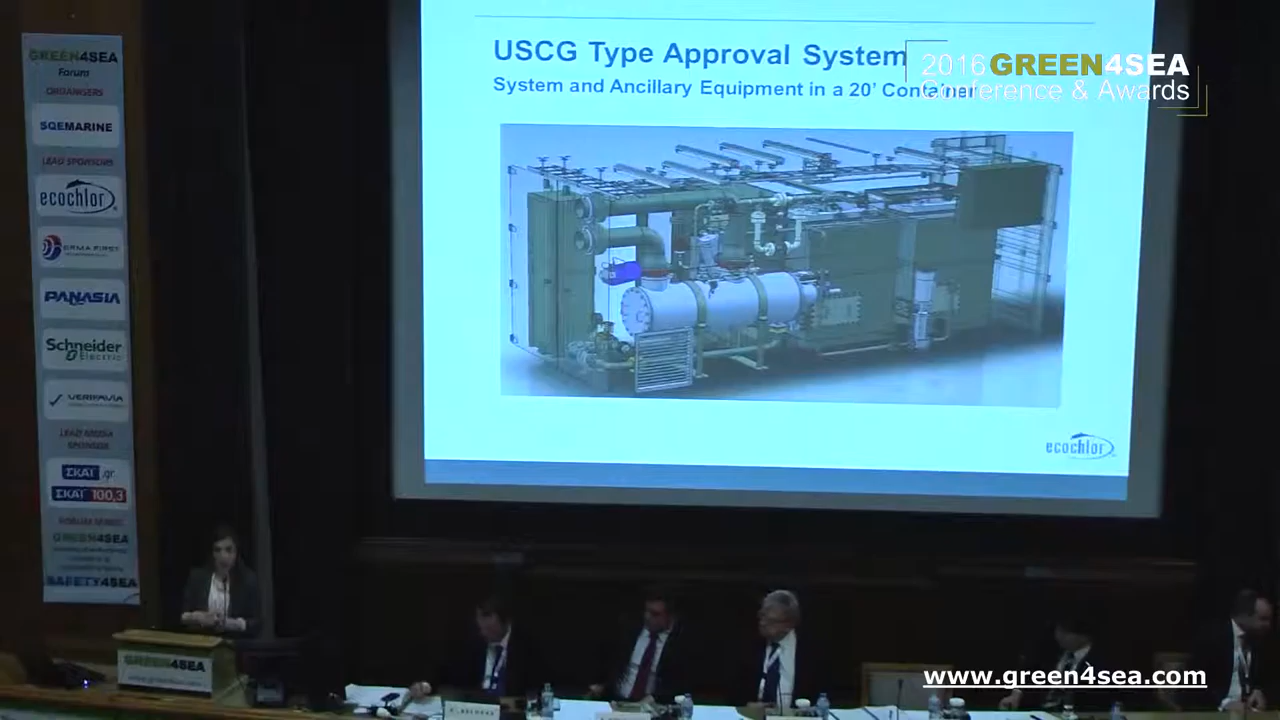 GREEN4SEA
Forum
ORGANISERS
SQEMARINE
LEAD SPONSORS
ecochlor
ERMA FIRST
PANASIA
Schneider
Electric
VERIFAVIA
LEAD MEDIA
SPONSOR
ΣΚΑΪ.gr
ΣΚΑΪ 100,3
GREEN4SEA
SAFETY4SEA
USCG Type Approval System
System and Ancillary Equipment in a 20' Container
ecochlor
2016 GREEN4SEA
Conference & Awards
GREEN4SEA
www.green4sea.com